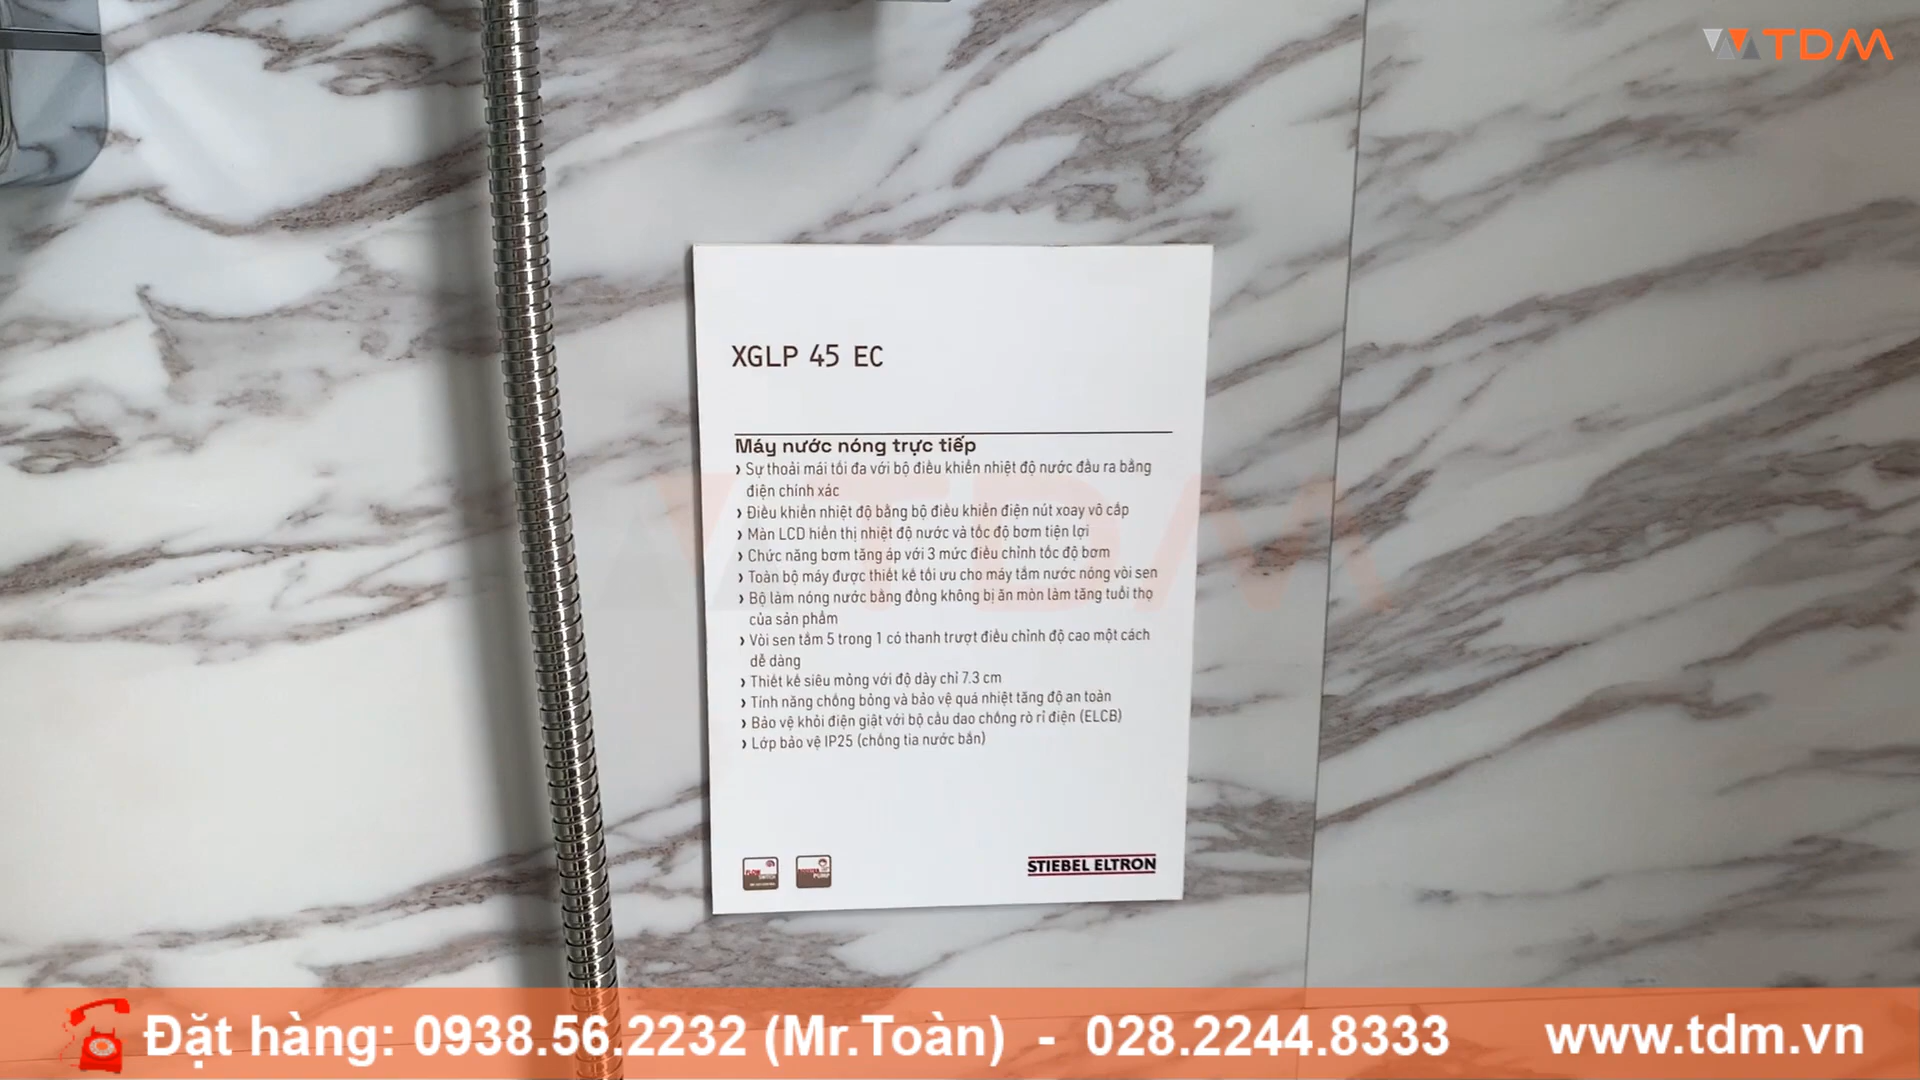 TDM
XGLP 45 EC
Máy nước nóng trực tiếp
› Sự thoải mái tối đa với bộ điều khiển nhiệt độ nước đầu ra bằng
điện chính xác
› Điều khiển nhiệt độ bằng bộ điều khiển điện nút xoay vô cấp
› Màn LCD hiển thị nhiệt độ nước và tốc độ bơm tiện lợi
› Chức năng bơm tăng áp với 3 mức điều chỉnh tốc độ bơm
› Toàn bộ máy được thiết kế tối ưu cho máy tắm nước nóng vòi sen
› Bộ làm nóng nước bằng đồng không bị ăn mòn làm tăng tuổi thọ
của sản phẩm
› Vòi sen tắm 5 trong 1 có thanh trượt điều chỉnh độ cao một cách
dễ dàng
› Thiết kế siêu mỏng với độ dày chỉ 7.3 cm
› Tính năng chống bỏng và bảo vệ quá nhiệt tăng độ an toàn
› Bảo vệ khỏi điện giật với bộ cầu dao chống rò rỉ điện (ELCB)
› Lớp bảo vệ IP25 (chống tia nước bắn)
TDM
FLOW
SWITCH
PUMP
STIEBEL ELTRON
Đặt hàng: 0938.56.2232 (Mr.Toàn) - 028.2244.8333 www.tdm.vn